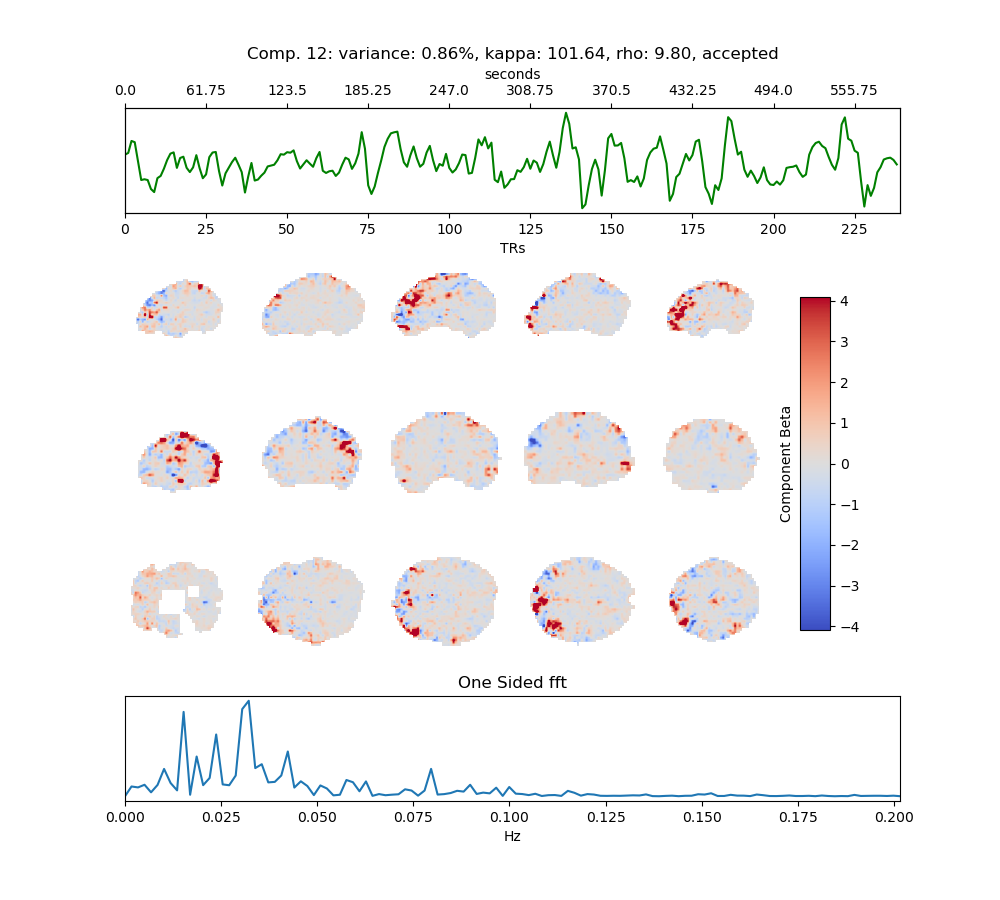 Comp. 12: variance: 0.86%, kappa: 101.64, rho: 9.80, accepted
seconds
0.0 61.75 123.5 185.25 247.0 308.75 370.5 432.25 494.0 555.75
0 25 50 75 100 125 150 175 200 225
TRs
4
3
2
1
0
−1
−2
−3
−4
Component Beta
One Sided fft
0.000 0.025 0.050 0.075 0.100 0.125 0.150 0.175 0.200
Hz